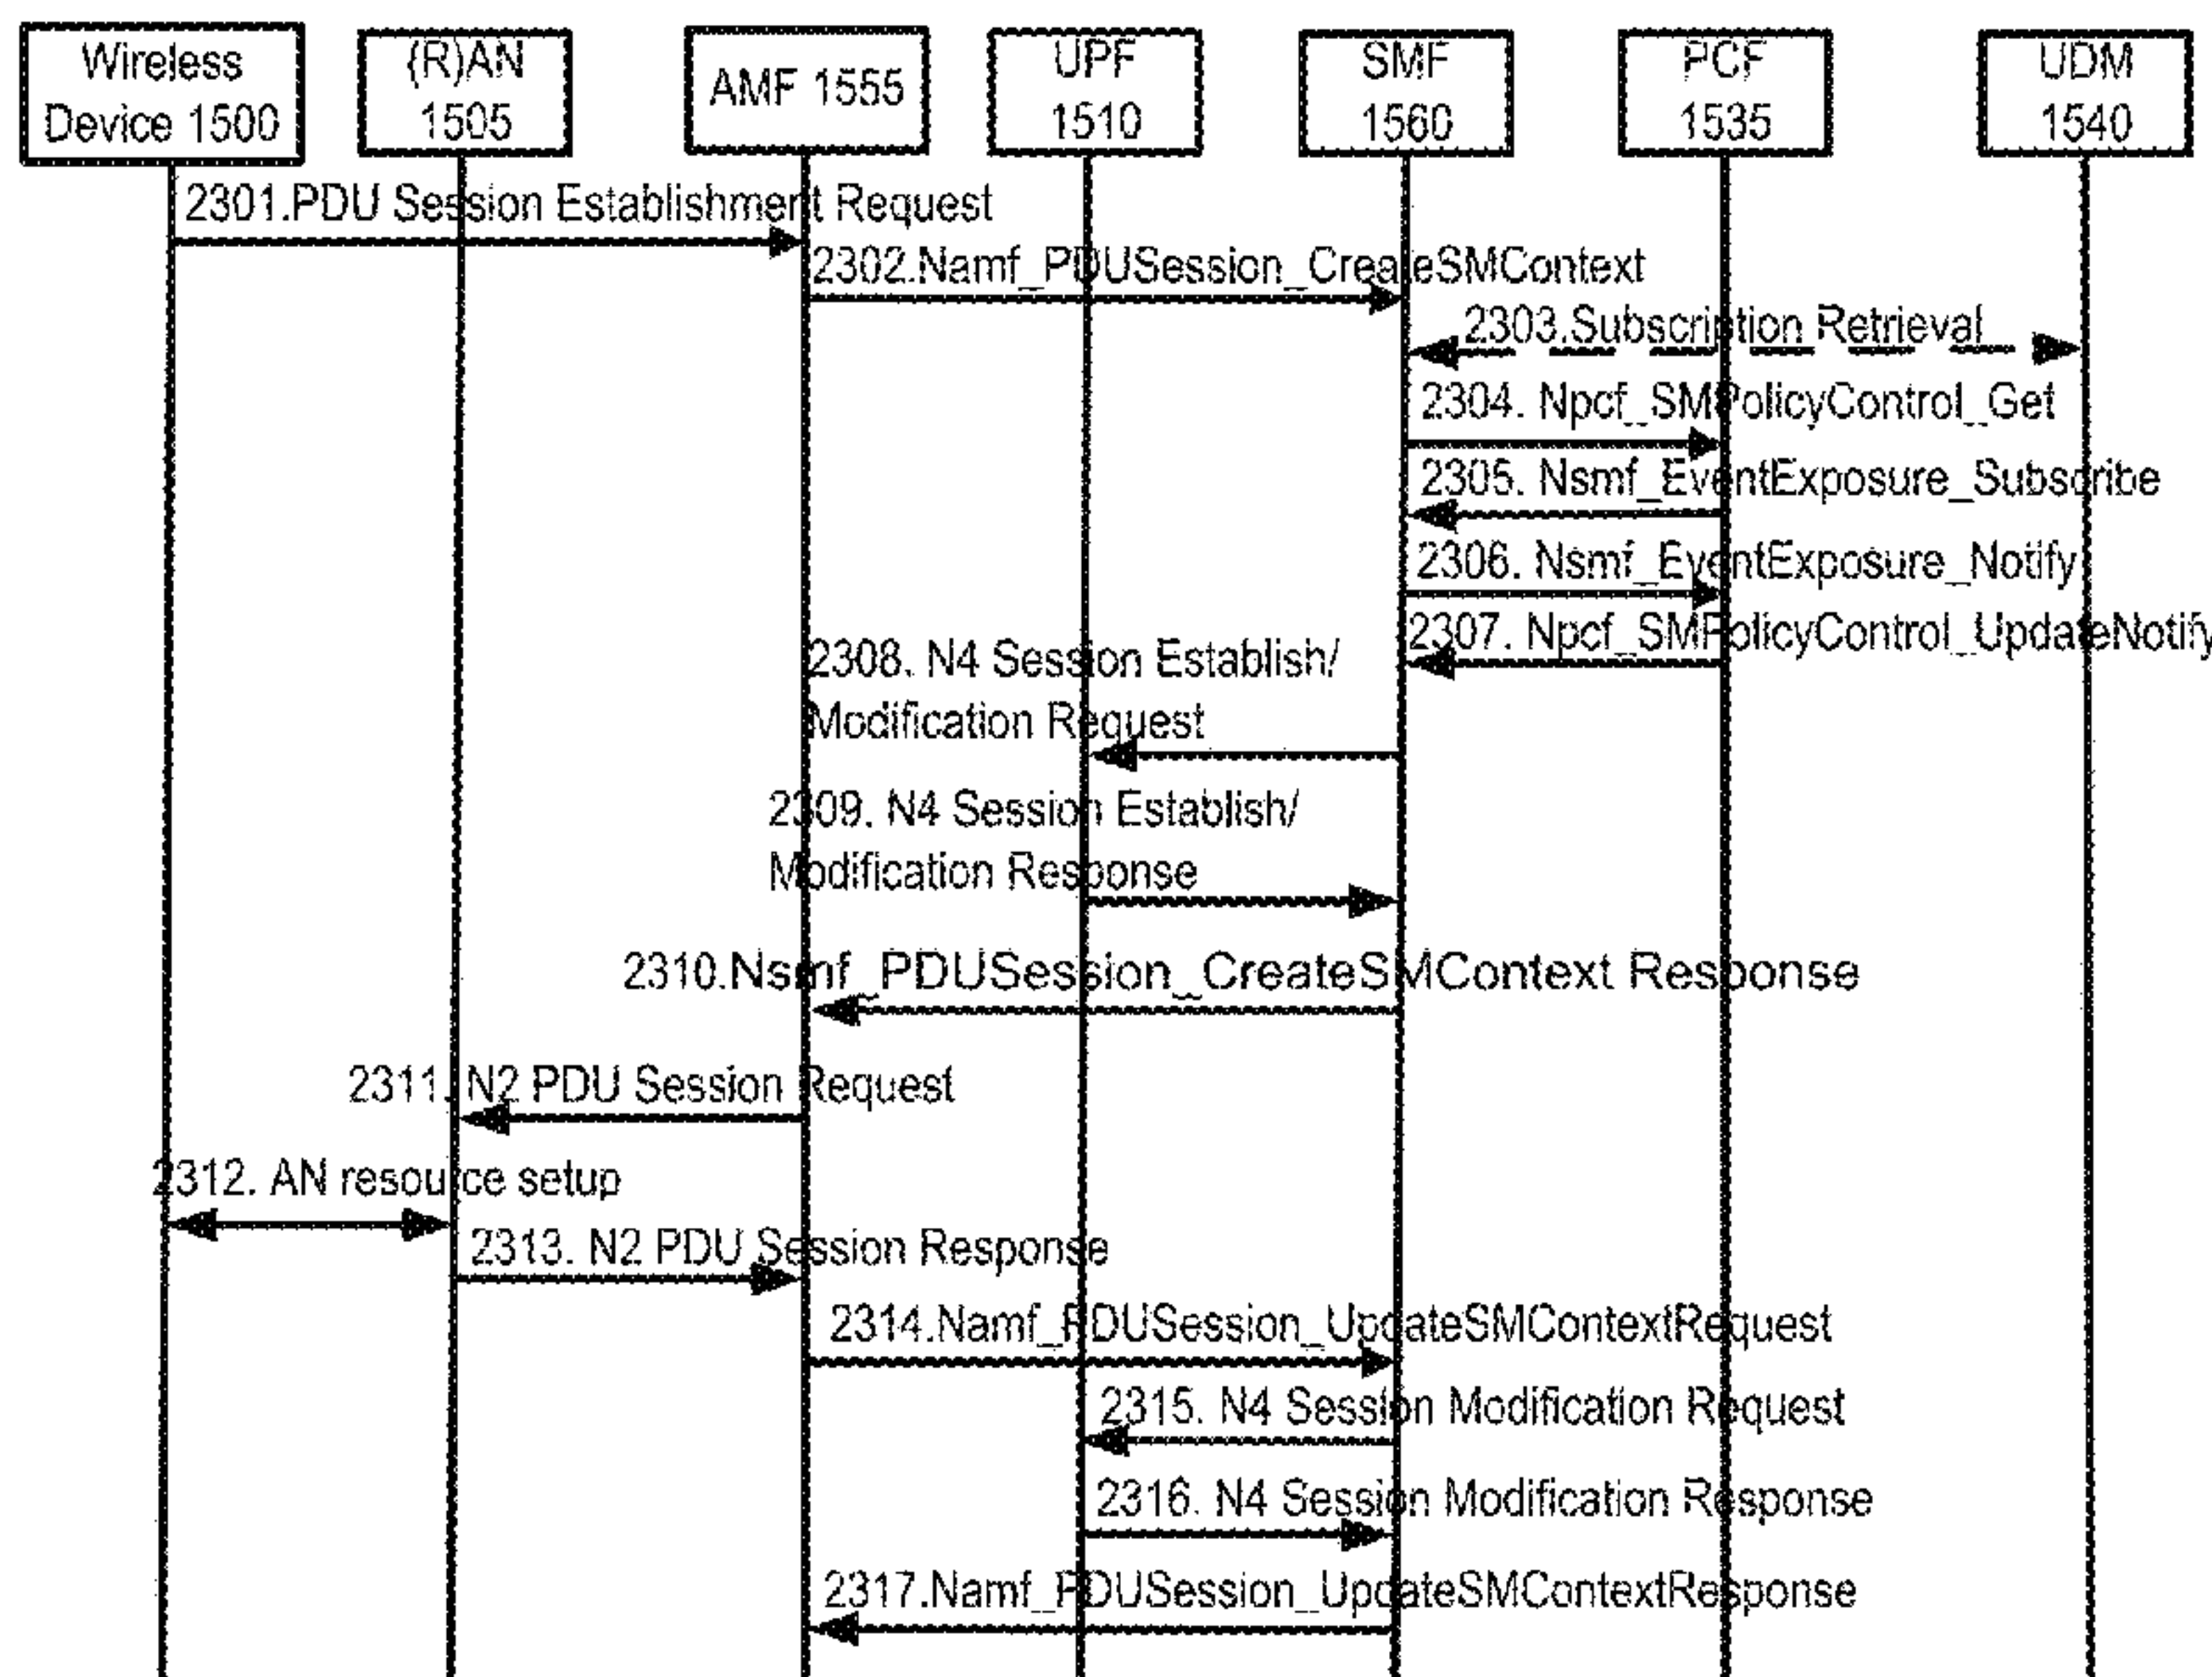 Wireless
Device 1500
(R)AN
1505
AMF 1555
UPF
1510
SMF
1560
PCF
1535
UDM
1540
2301.PDU Session Establishment Request
2302.Namf_PDUSession_CreateSMContext
2303.Subscription Retrieval
2304. Npcf_SMPolicyControl_Get
2305. Nsmf_EventExposure_Subscribe
2306. Nsmf_EventExposure_Notify
2307. Npcf_SMPolicyControl_UpdateNotify
2308. N4 Session Establish/
Modification Request
2309. N4 Session Establish/
Modification Response
2310.Nsmf_PDUSession_CreateSMContext Response
2311. N2 PDU Session Request
2312. AN resource setup
2313. N2 PDU Session Response
2314.Namf_PDUSession_UpdateSMContextRequest
2315. N4 Session Modification Request
2316. N4 Session Modification Response
2317.Namf_PDUSession_UpdateSMContextResponse